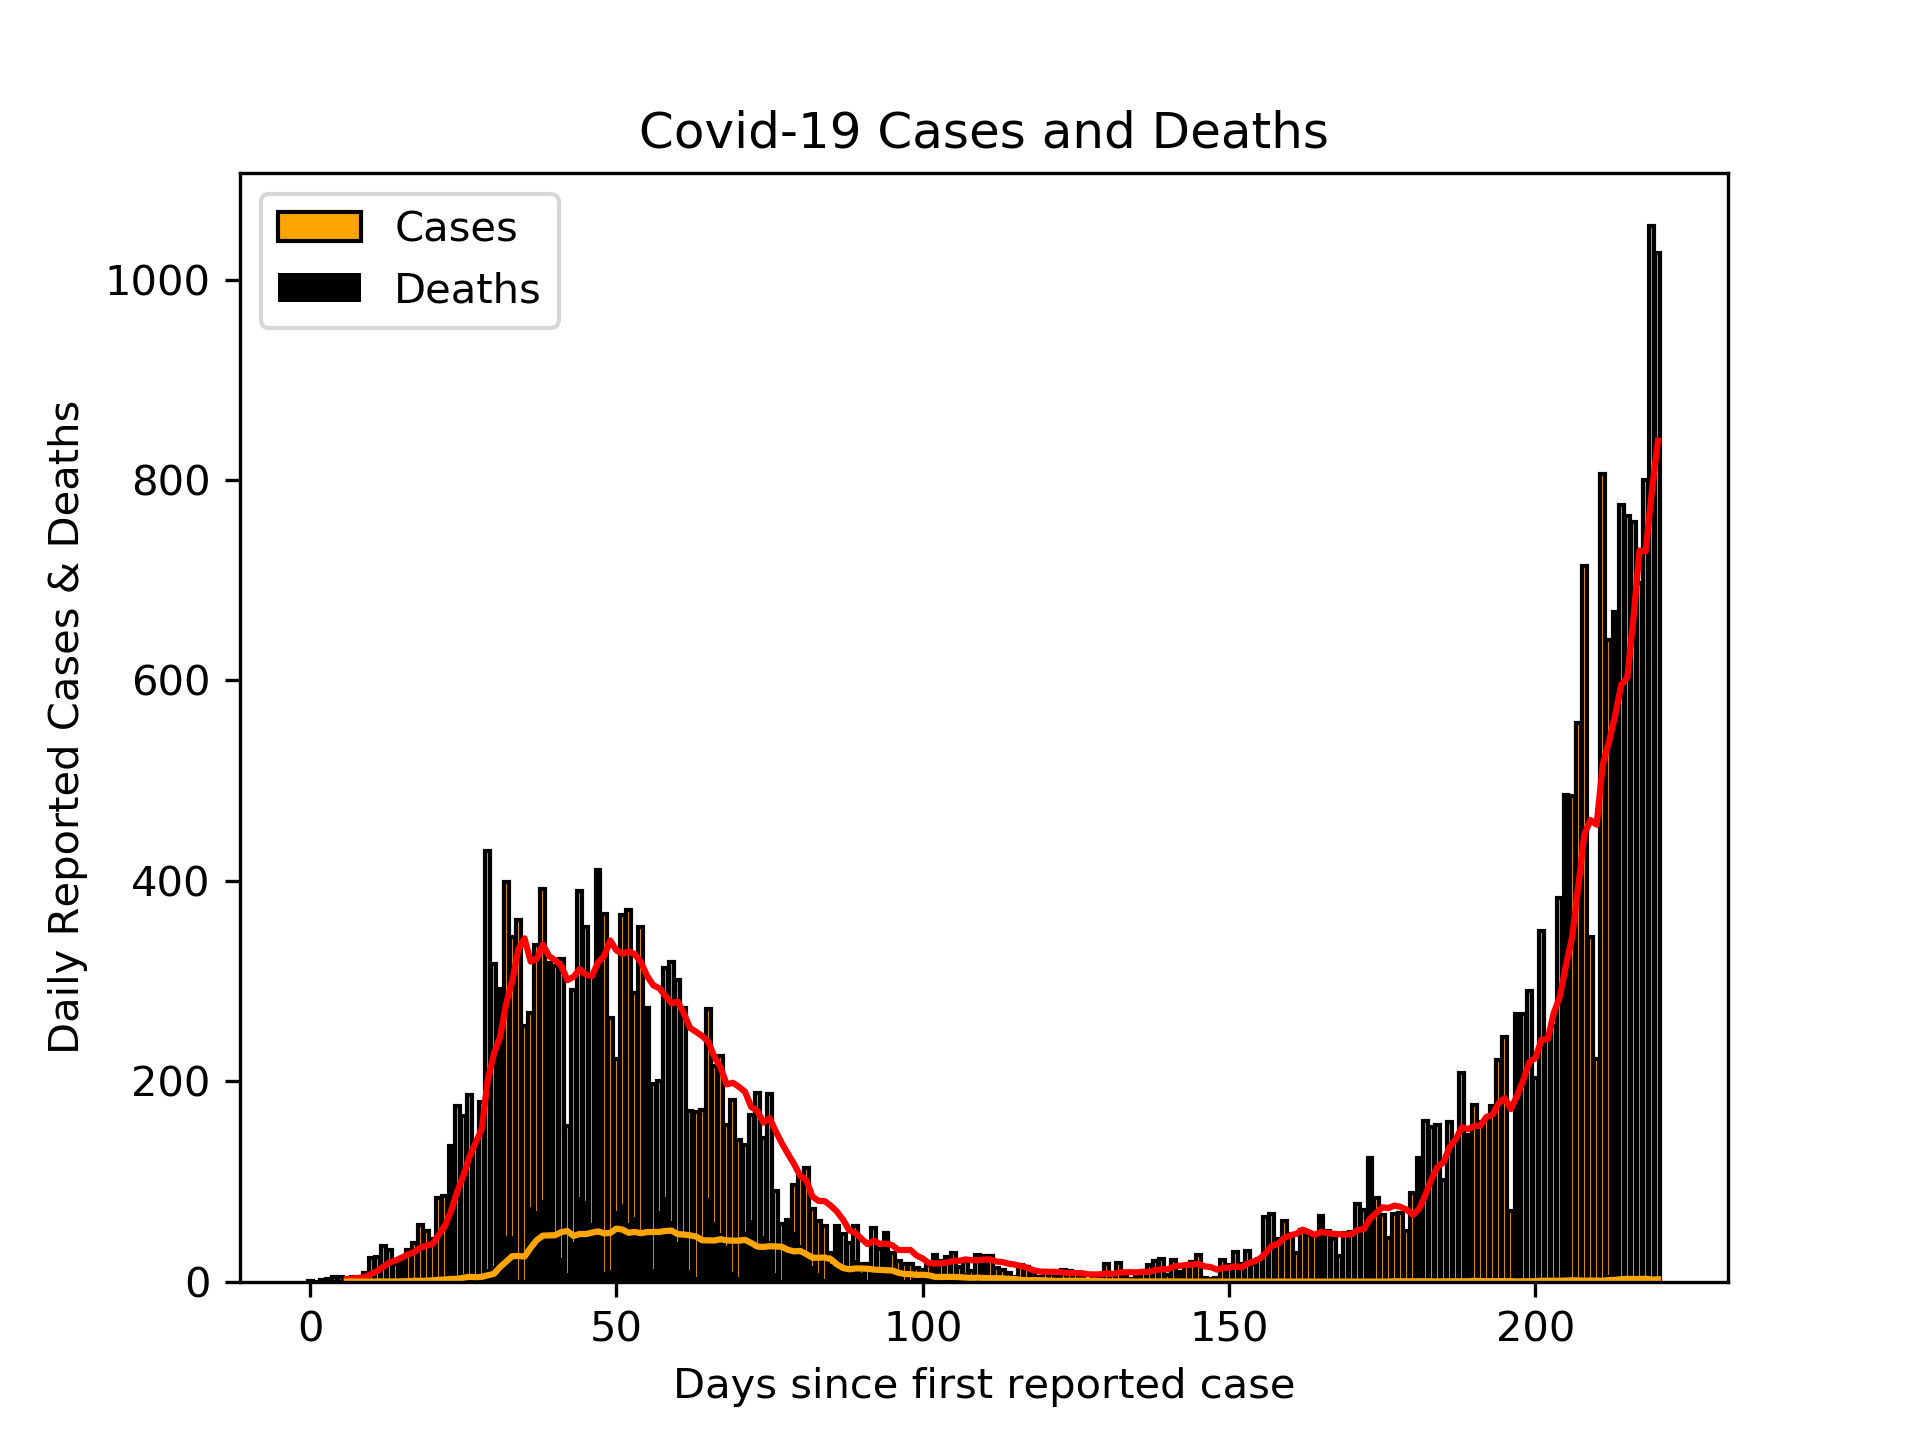 Covid-19 Cases and Deaths
Cases
Deaths
Daily Reported Cases & Deaths
1000
800
600
400
200
0
0 50 100 150 200
Days since first reported case